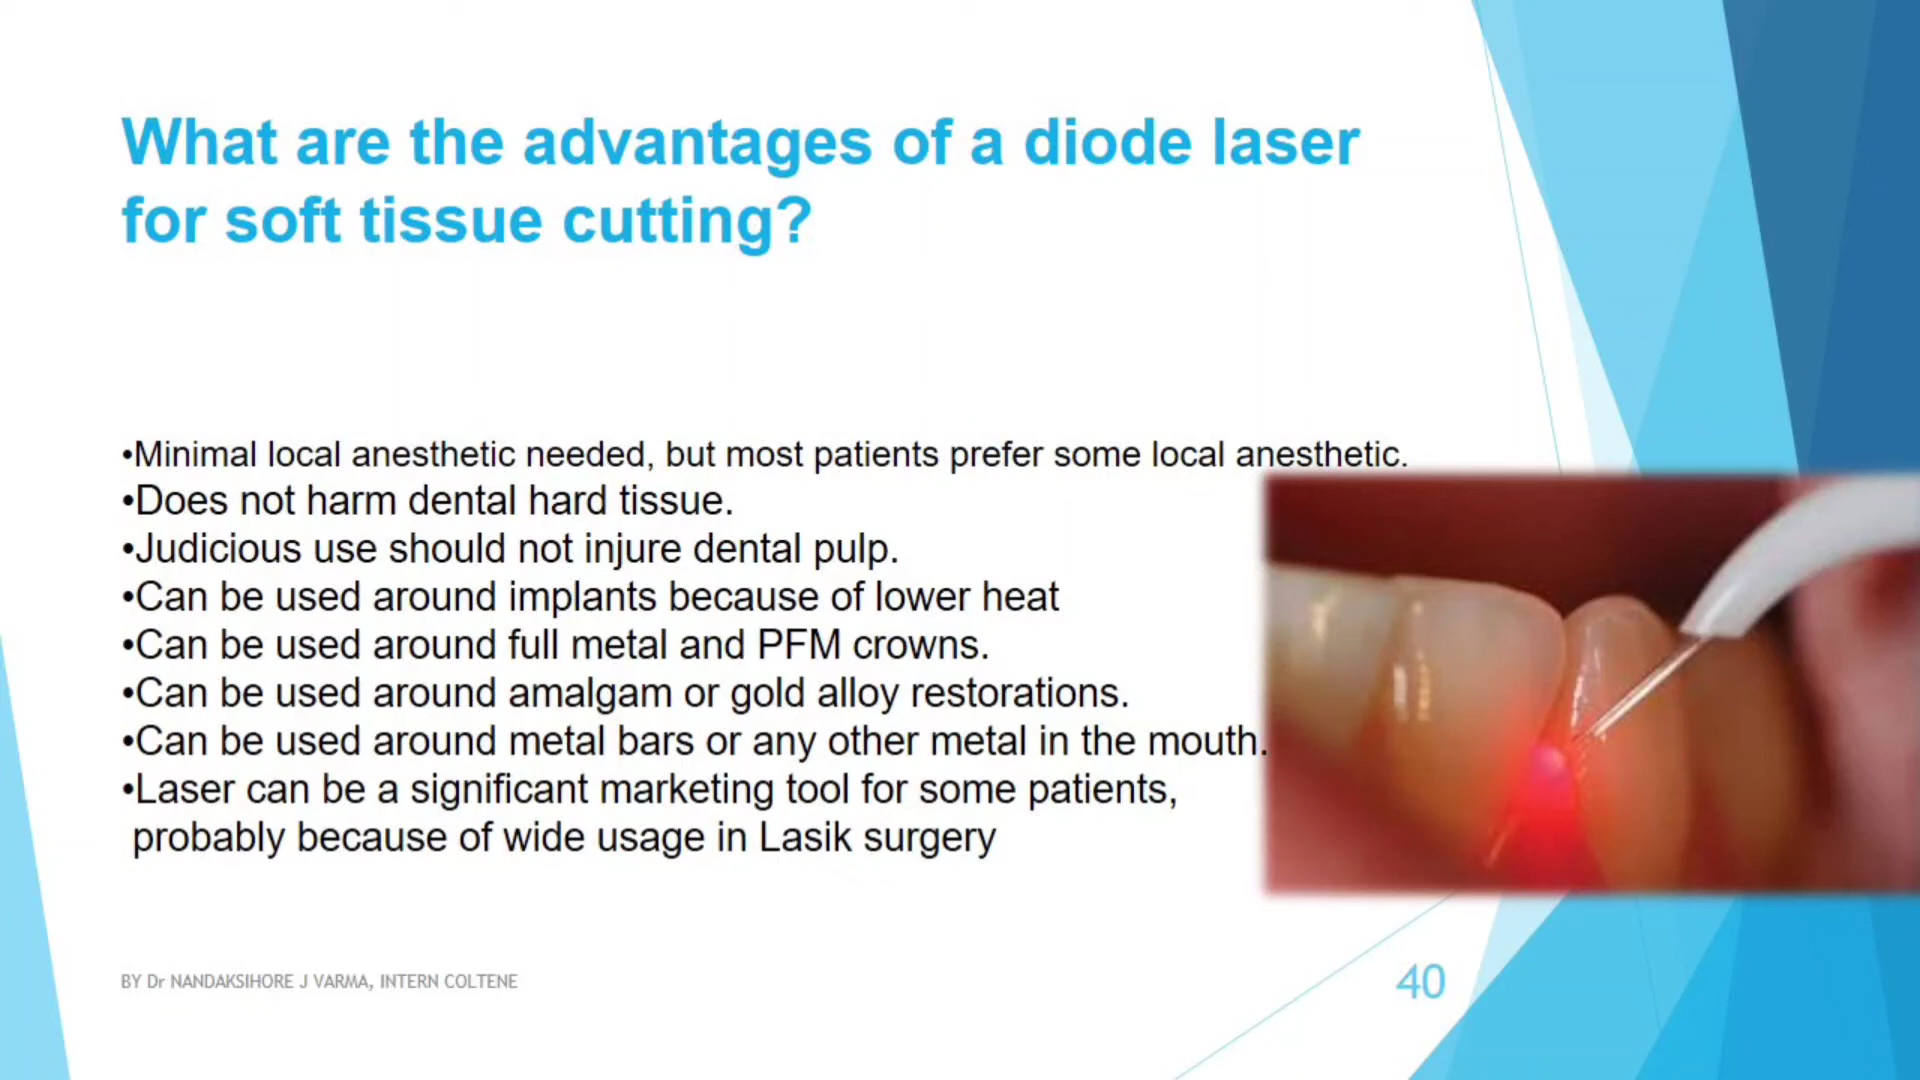 What are the advantages of a diode laser
for soft tissue cutting?
•Minimal local anesthetic needed, but most patients prefer some local anesthetic.
•Does not harm dental hard tissue.
•Judicious use should not injure dental pulp.
•Can be used around implants because of lower heat
•Can be used around full metal and PFM crowns.
•Can be used around amalgam or gold alloy restorations.
•Can be used around metal bars or any other metal in the mouth.
•Laser can be a significant marketing tool for some patients,
probably because of wide usage in Lasik surgery
BY Dr NANDAKSIHORE J VARMA, INTERN COLTENE
40